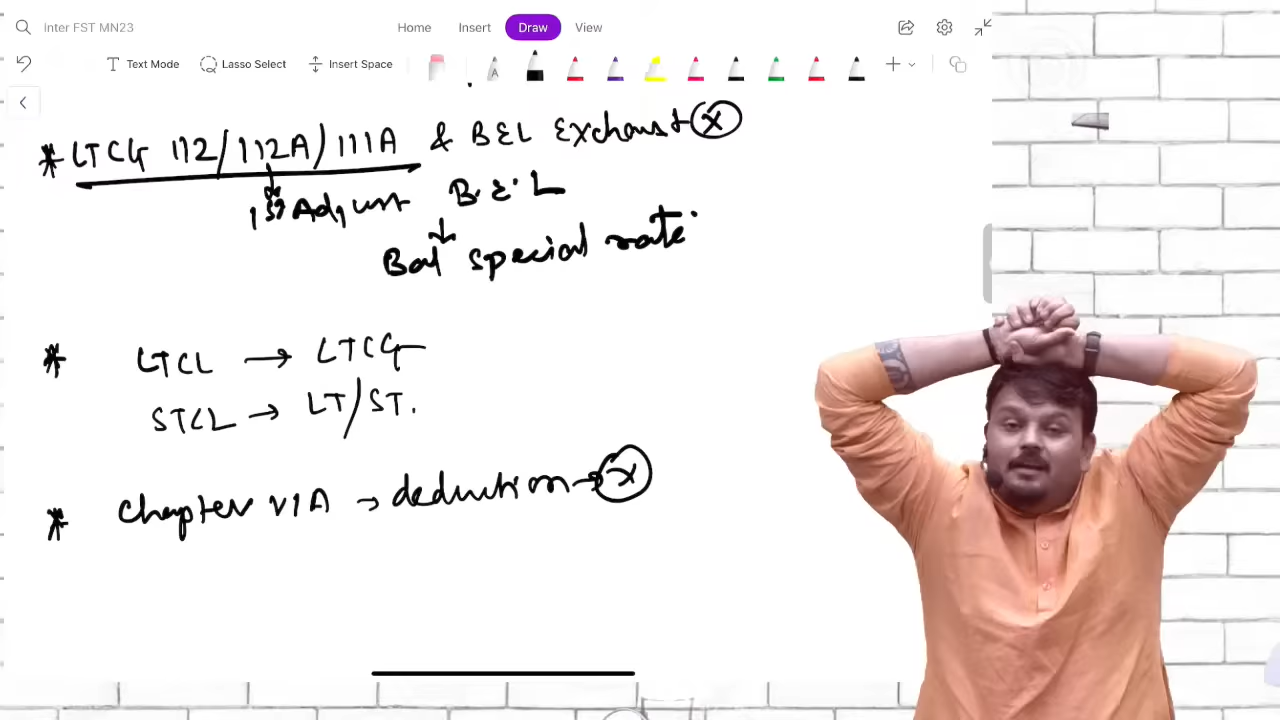 inter FST MN23
Home Insert Draw View
Text Mode Lasso Select Insert Space
A
* LTCG 112/112A/111A & BEL Exhaust X
1st Adjust B.E.L
Bal special rate.
* LTCL → LTCG
STCL → LT/ST.
* Chapter VIA → deduction → X